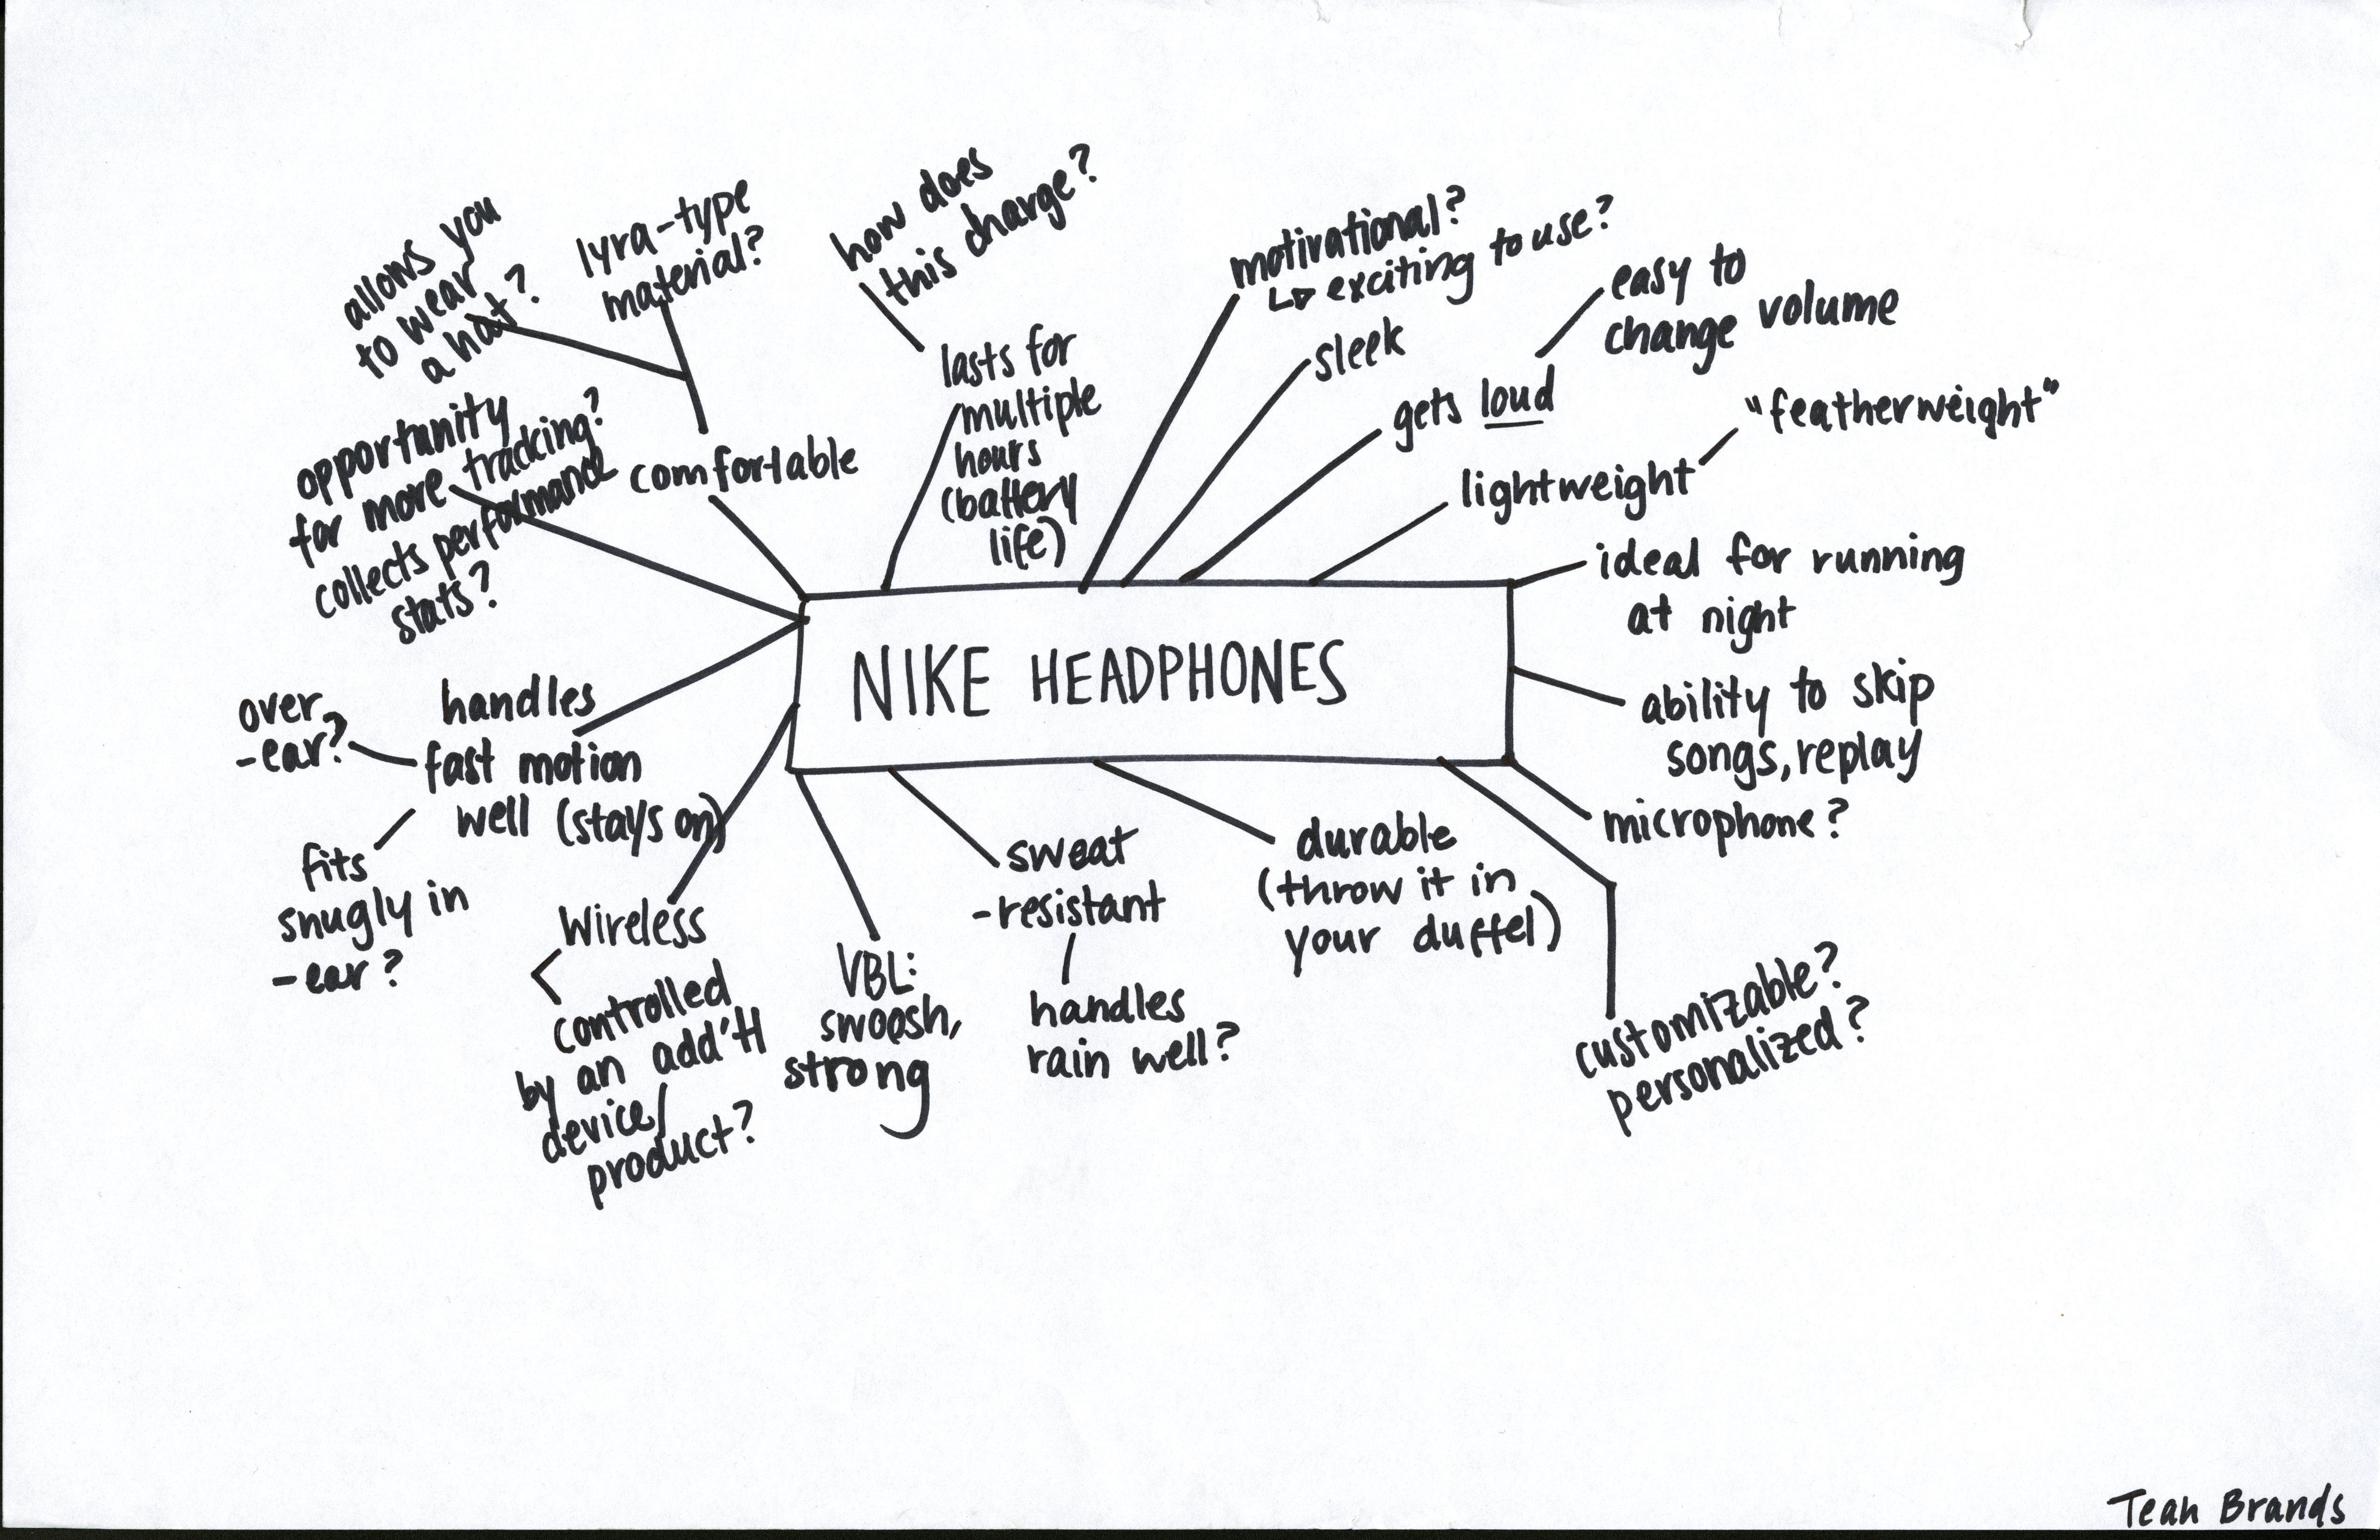 allows you
to wear
a hat?
lyra-type
material?
how does
this charge?
motivational?
↳ exciting to use?
easy to
change volume
sleek
lasts for
multiple
hours
(battery
life)
gets loud
"featherweight"
opportunity
for more tracking?
collects performance
stats?
comfortable
lightweight
ideal for running
at night
NIKE HEADPHONES
ability to skip
songs, replay
over
-ear?
handles
fast motion
well (stays on)
microphone?
fits
snugly in
-ear?
Wireless
controlled
by an add'tl
device/
product?
VBL:
swoosh,
strong
sweat
-resistant
handles
rain well?
durable
(throw it in
your duffel)
customizable?
personalized?
Teah Brands